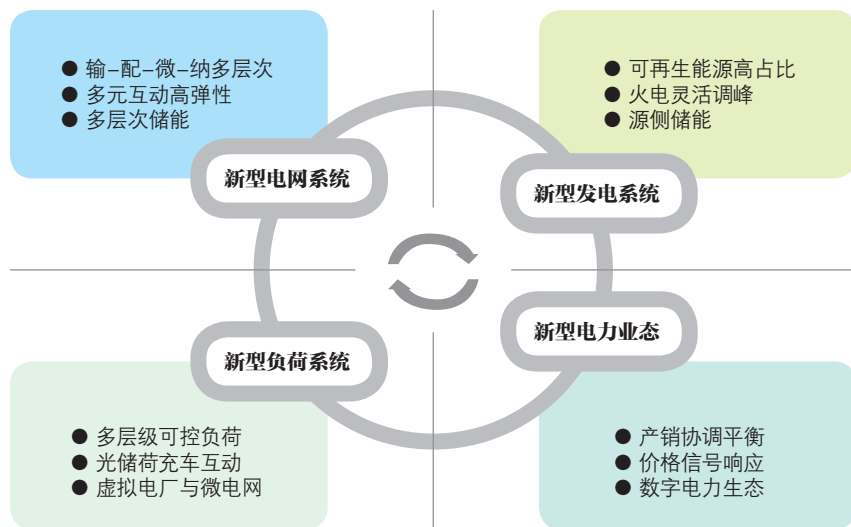 ● 输–配–微–纳多层次
● 多元互动高弹性
● 多层次储能
新型电网系统
● 可再生能源高占比
● 火电灵活调峰
● 源侧储能
新型发电系统
新型负荷系统
● 多层级可控负荷
● 光储荷充车互动
● 虚拟电厂与微电网
新型电力业态
● 产销协调平衡
● 价格信号响应
● 数字电力生态